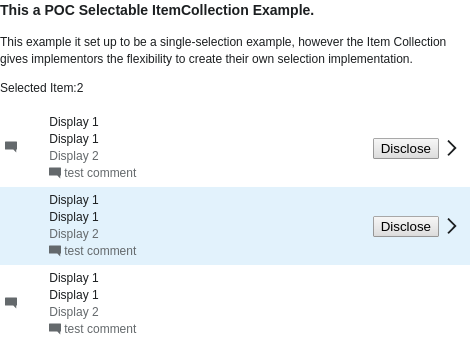 This a POC Selectable ItemCollection Example.
This example it set up to be a single-selection example, however the Item Collection
gives implementors the flexibility to create their own selection implementation.
Selected Item:2
Display 1
Display 1
Display 2
test comment
Disclose
Display 1
Display 1
Display 2
test comment
Disclose
Display 1
Display 1
Display 2
test comment